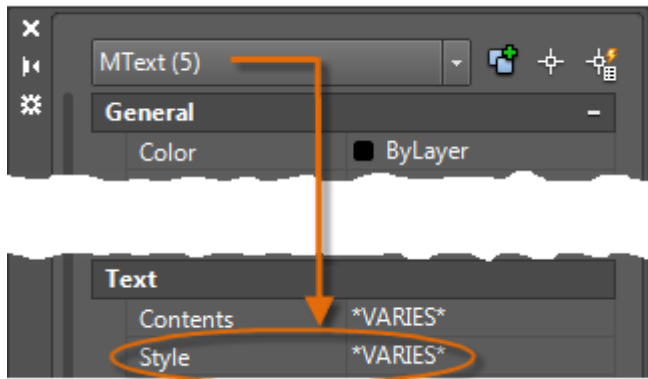 MText (5)
General
Color ByLayer
Text
Contents *VARIES*
Style *VARIES*